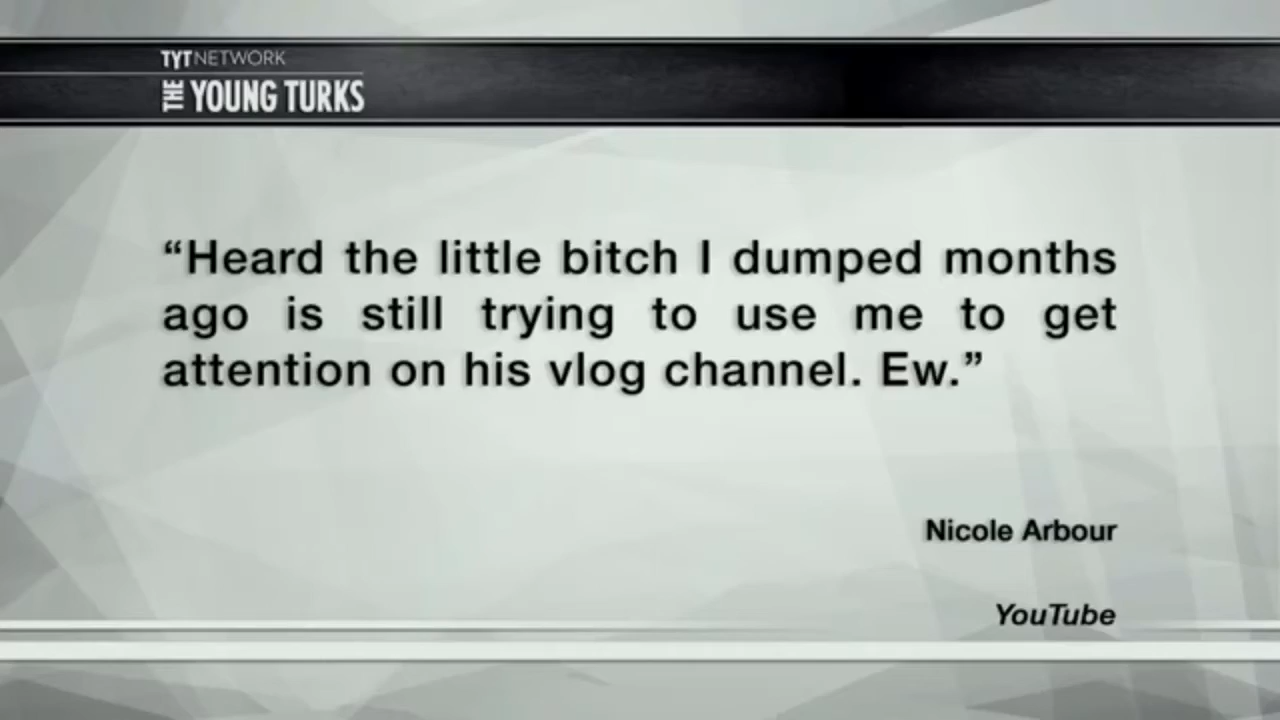 TYT NETWORK
THE YOUNG TURKS
“Heard the little bitch I dumped months
ago is still trying to use me to get
attention on his vlog channel. Ew.”
Nicole Arbour
YouTube